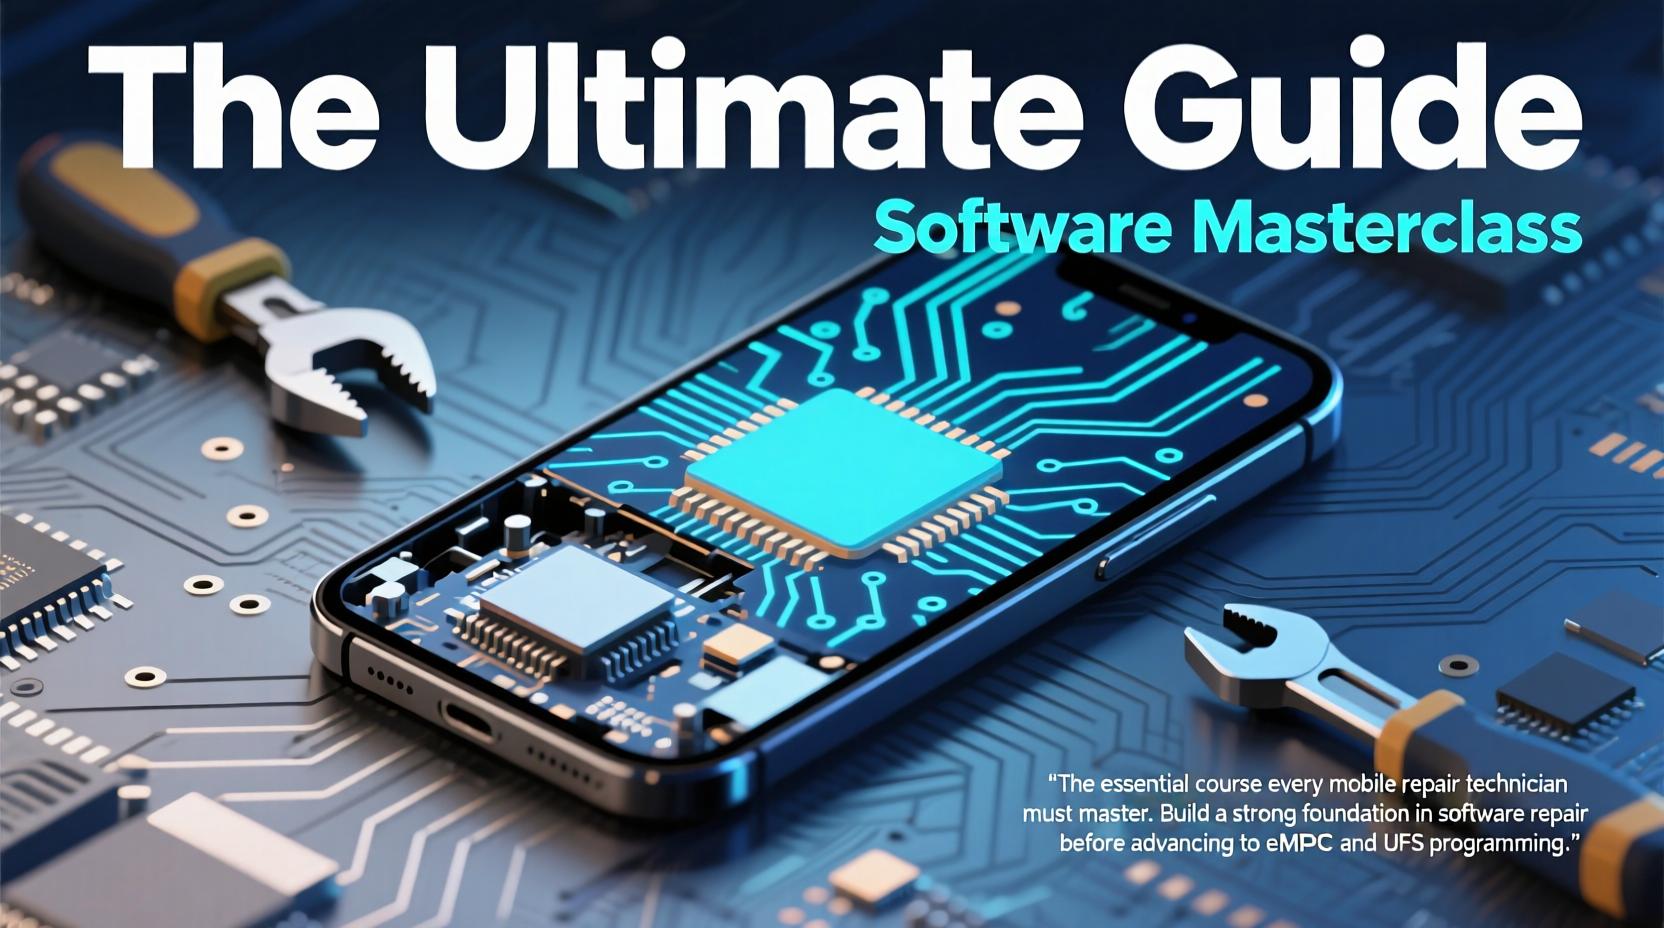 The Ultimate Guide
Software Masterclass
“The essential course every mobile repair technician
must master. Build a strong foundation in software repair
before advancing to eMPC and UFS programming.”